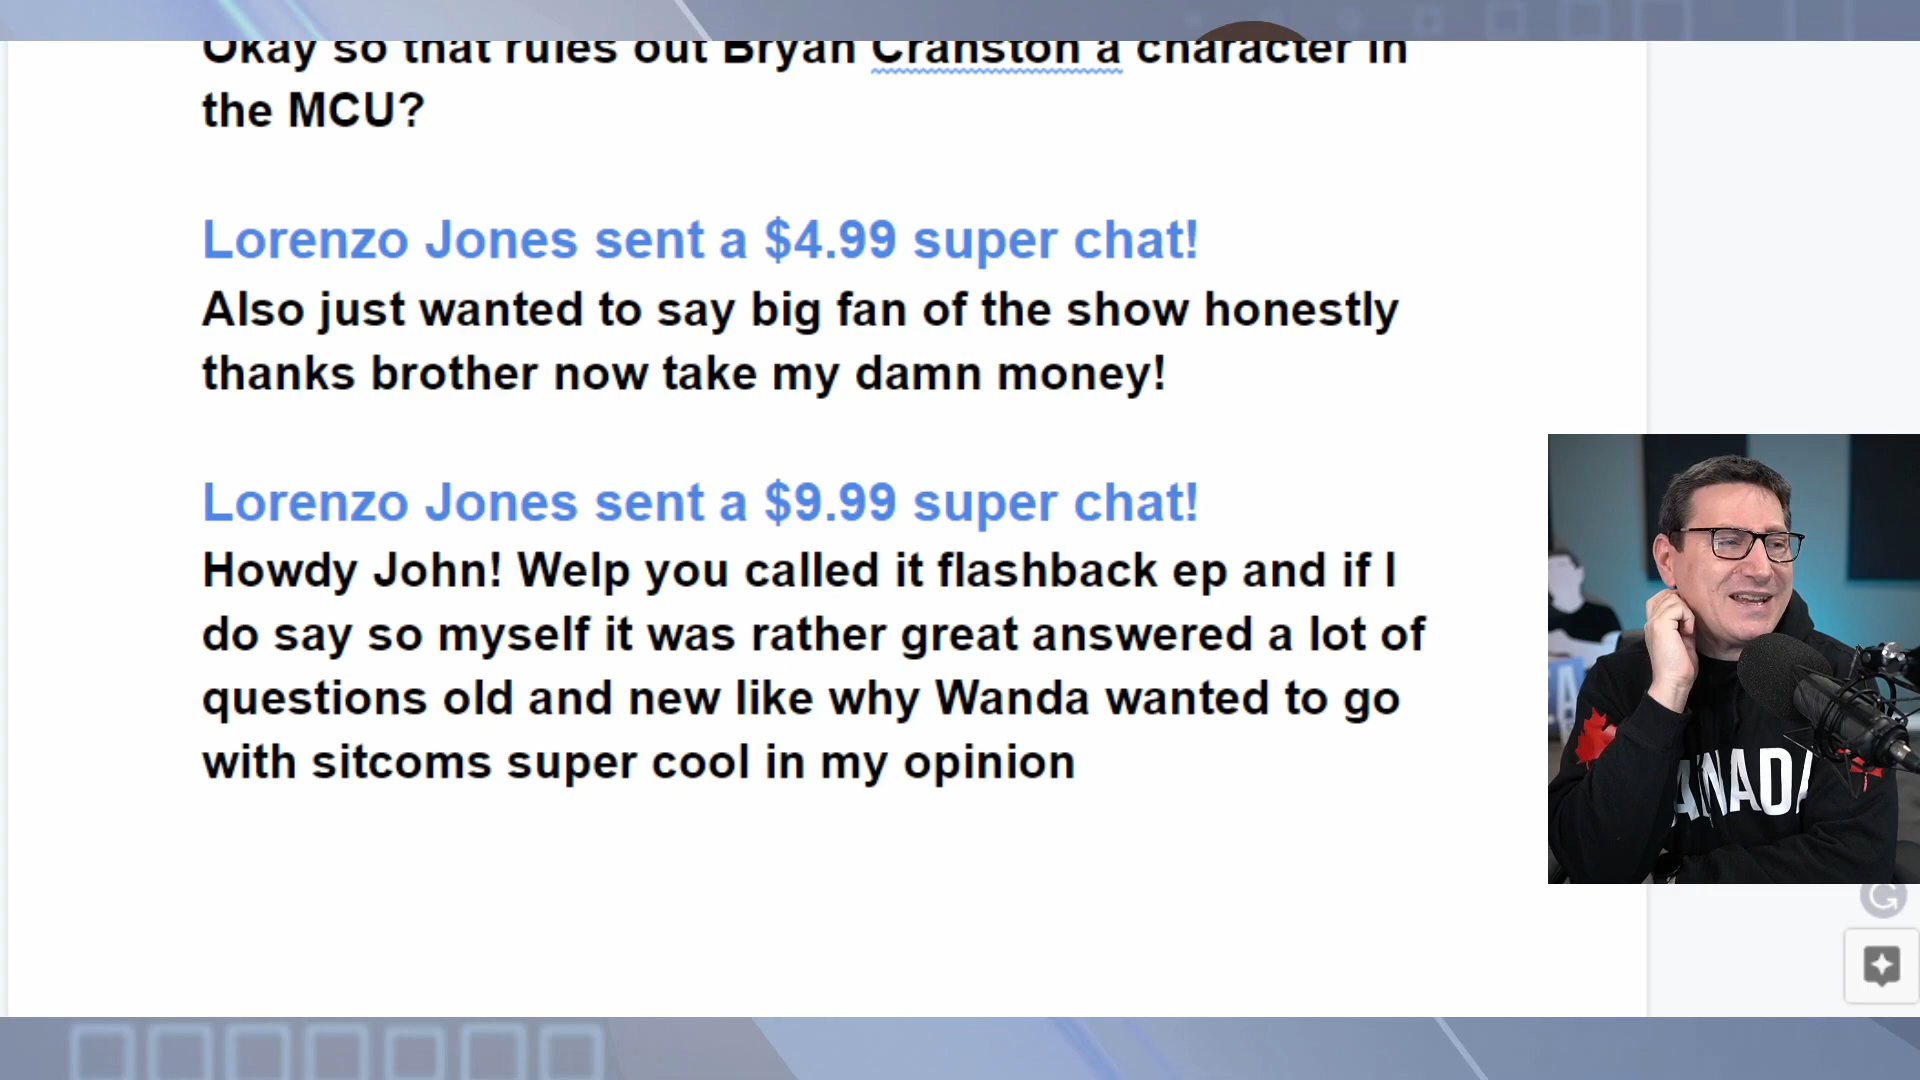 Okay so that rules out Bryan Cranston a character in
the MCU?
Lorenzo Jones sent a $4.99 super chat!
Also just wanted to say big fan of the show honestly
thanks brother now take my damn money!
Lorenzo Jones sent a $9.99 super chat!
Howdy John! Welp you called it flashback ep and if I
do say so myself it was rather great answered a lot of
questions old and new like why Wanda wanted to go
with sitcoms super cool in my opinion
CANADA